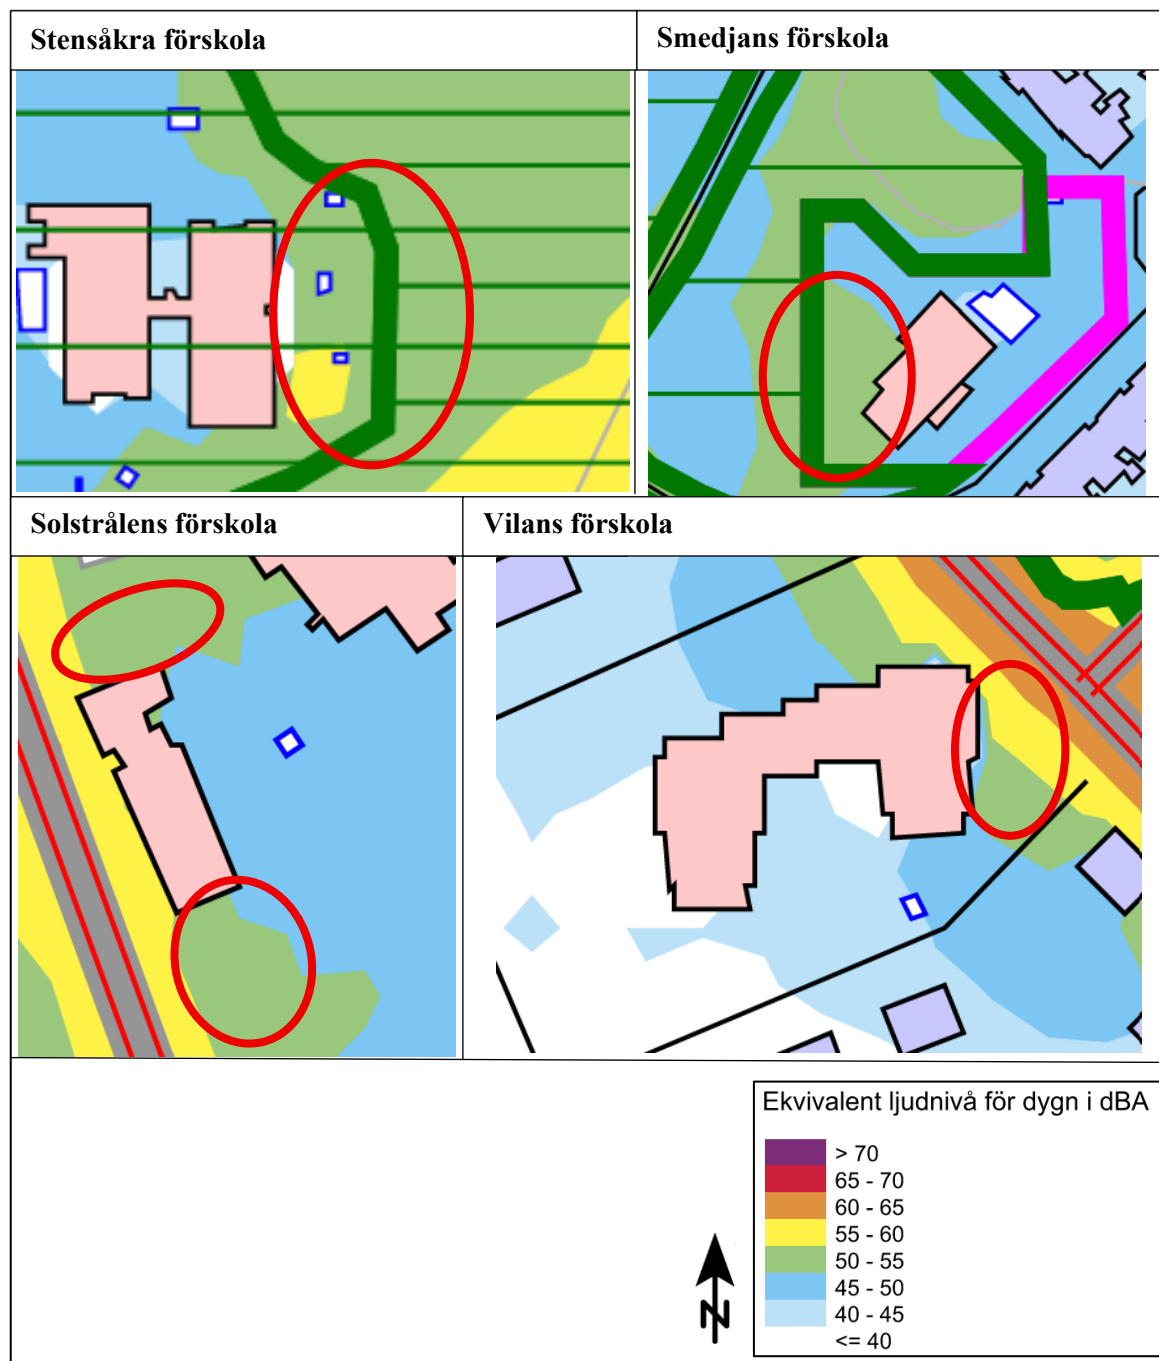 Stensåkra förskola
Smedjans förskola
Solstrålens förskola
Vilans förskola
Ekvivalent ljudnivå för dygn i dBA
> 70
65 - 70
60 - 65
55 - 60
50 - 55
45 - 50
40 - 45
<= 40
N